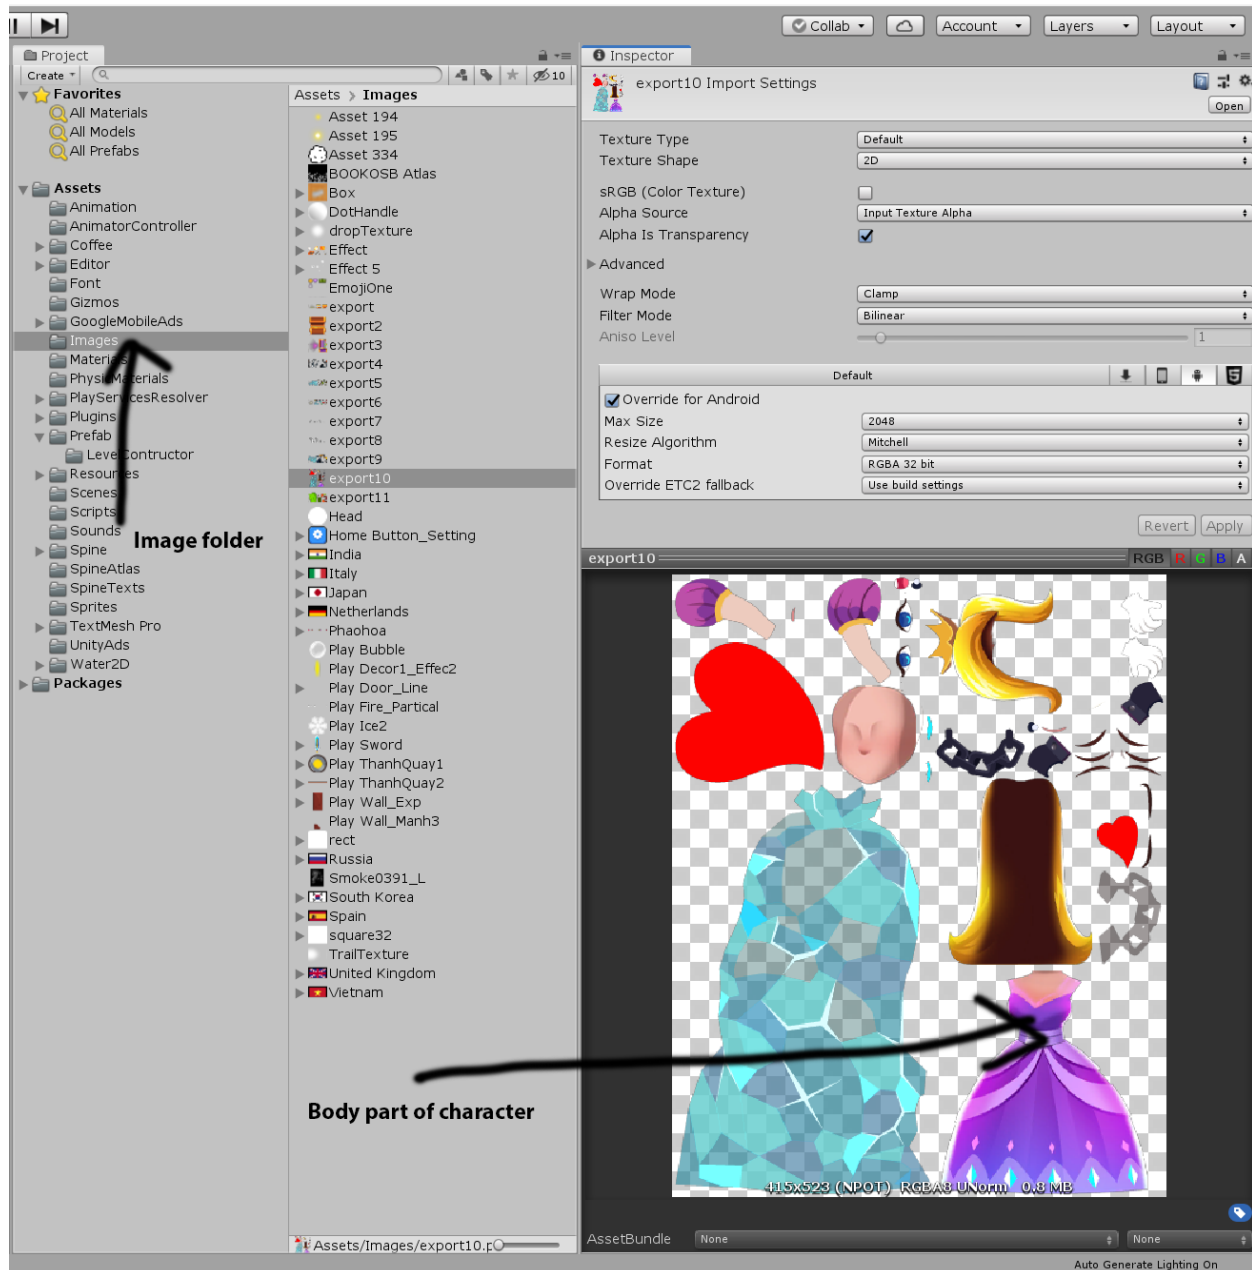 Collab
Account
Layers
Layout
Project
Create
10
Favorites
All Materials
All Models
All Prefabs
Assets
Animation
AnimatorController
Coffee
Editor
Font
Gizmos
GoogleMobileAds
Images
Materials
PhysicMaterials
PlayServicesResolver
Plugins
Prefab
LevelContructor
Resources
Scenes
Scripts
Sounds
Spine
SpineAtlas
SpineTexts
Sprites
TextMesh Pro
UnityAds
Water2D
Packages
Image folder
Assets > Images
Asset 194
Asset 195
Asset 334
BOOKOSB Atlas
Box
DotHandle
dropTexture
Effect
Effect 5
EmojiOne
export
export2
export3
export4
export5
export6
export7
export8
export9
export10
export11
Head
Home Button_Setting
India
Italy
Japan
Netherlands
Phaohoa
Play Bubble
Play Decor1_Effec2
Play Door_Line
Play Fire_Partical
Play Ice2
Play Sword
Play ThanhQuay1
Play ThanhQuay2
Play Wall_Exp
Play Wall_Manh3
rect
Russia
Smoke0391_L
South Korea
Spain
square32
TrailTexture
United Kingdom
Vietnam
Body part of character
Assets/Images/export10.p
Inspector
export10 Import Settings
Open
Texture Type Default
Texture Shape 2D
sRGB (Color Texture)
Alpha Source Input Texture Alpha
Alpha Is Transparency
Advanced
Wrap Mode Clamp
Filter Mode Bilinear
Aniso Level 1
Default
Override for Android
Max Size 2048
Resize Algorithm Mitchell
Format RGBA 32 bit
Override ETC2 fallback Use build settings
Revert Apply
export10 RGB R G B A
415x523 (NPOT) RGBA8 UNorm 0.8 MB
AssetBundle None None
Auto Generate Lighting On